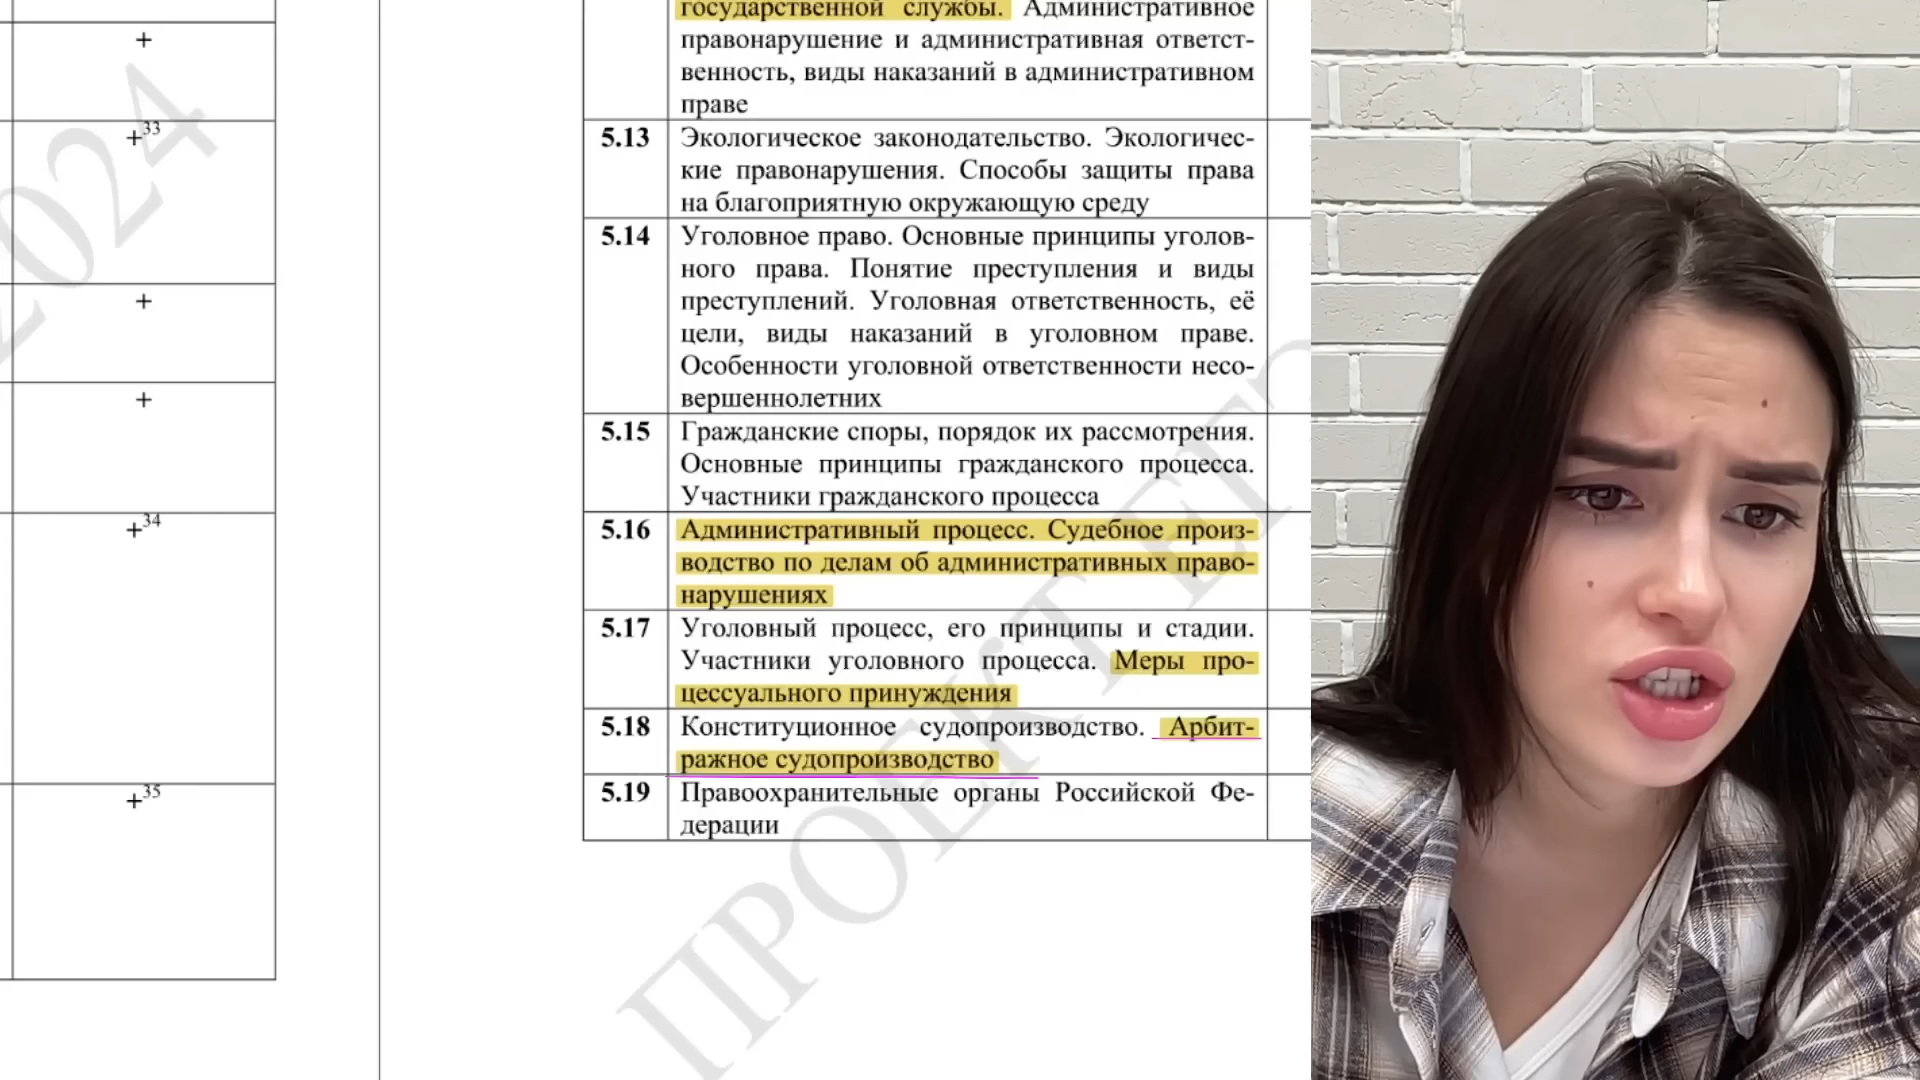 +
+33
+
+
+34
+35
2024
государственной службы. Административное
правонарушение и административная ответст-
венность, виды наказаний в административном
праве
5.13 Экологическое законодательство. Экологичес-
кие правонарушения. Способы защиты права
на благоприятную окружающую среду
5.14 Уголовное право. Основные принципы уголов-
ного права. Понятие преступления и виды
преступлений. Уголовная ответственность, её
цели, виды наказаний в уголовном праве.
Особенности уголовной ответственности несо-
вершеннолетних
5.15 Гражданские споры, порядок их рассмотрения.
Основные принципы гражданского процесса.
Участники гражданского процесса
5.16 Административный процесс. Судебное произ-
водство по делам об административных право-
нарушениях
5.17 Уголовный процесс, его принципы и стадии.
Участники уголовного процесса. Меры про-
цессуального принуждения
5.18 Конституционное судопроизводство. Арбит-
ражное судопроизводство
5.19 Правоохранительные органы Российской Фе-
дерации
ПРОЕКТ ЕГЭ